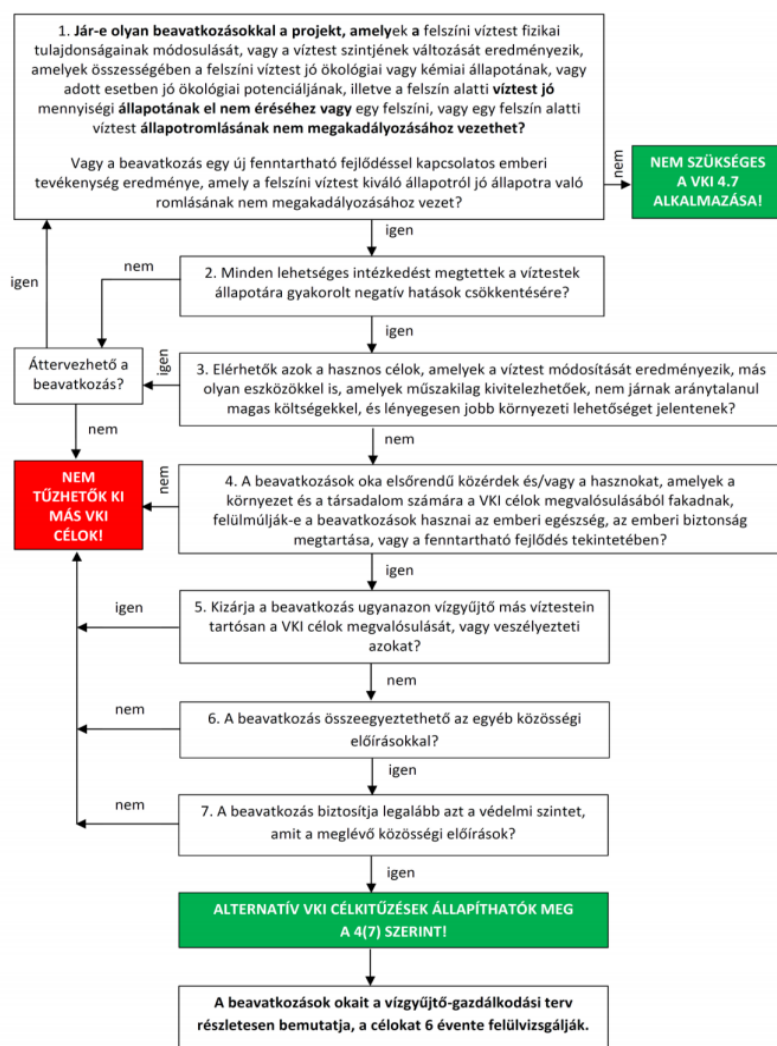 1. Jár-e olyan beavatkozásokkal a projekt, amelyek a felszíni víztest fizikai
tulajdonságainak módosulását, vagy a víztest szintjének változását eredményezik,
amelyek összességében a felszíni víztest jó ökológiai vagy kémiai állapotának, vagy
adott esetben jó ökológiai potenciáljának, illetve a felszín alatti víztest jó
mennyiségi állapotának el nem éréséhez vagy egy felszíni, vagy egy felszín alatti
víztest állapotromlásának nem megakadályozásához vezethet?
Vagy a beavatkozás egy új fenntartható fejlődéssel kapcsolatos emberi
tevékenység eredménye, amely a felszíni víztest kiváló állapotról jó állapotra való
romlásának nem megakadályozásához vezet?
nem
NEM SZÜKSÉGES
A VKI 4.7
ALKALMAZÁSA!
igen
igen
nem
2. Minden lehetséges intézkedést megtettek a víztestek
állapotára gyakorolt negatív hatások csökkentésére?
igen
Áttervezhető a
beavatkozás?
igen
3. Elérhetők azok a hasznos célok, amelyek a víztest módosítását eredményezik, más
olyan eszközökkel is, amelyek műszakilag kivitelezhetőek, nem járnak aránytalanul
magas költségekkel, és lényegesen jobb környezeti lehetőséget jelentenek?
nem
nem
NEM
TŰZHETŐK KI
MÁS VKI
CÉLOK!
nem
4. A beavatkozások oka elsőrendű közérdek és/vagy a hasznokat, amelyek a
környezet és a társadalom számára a VKI célok megvalósulásából fakadnak,
felülmúlják-e a beavatkozások hasznai az emberi egészség, az emberi biztonság
megtartása, vagy a fenntartható fejlődés tekintetében?
igen
igen
5. Kizárja a beavatkozás ugyanazon vízgyűjtő más víztestein
tartósan a VKI célok megvalósulását, vagy veszélyezteti
azokat?
nem
nem
6. A beavatkozás összeegyeztethető az egyéb közösségi
előírásokkal?
igen
nem
7. A beavatkozás biztosítja legalább azt a védelmi szintet,
amit a meglévő közösségi előírások?
igen
ALTERNATÍV VKI CÉLKITŰZÉSEK ÁLLAPÍTHATÓK MEG
A 4(7) SZERINT!
A beavatkozások okait a vízgyűjtő-gazdálkodási terv
részletesen bemutatja, a célokat 6 évente felülvizsgálják.